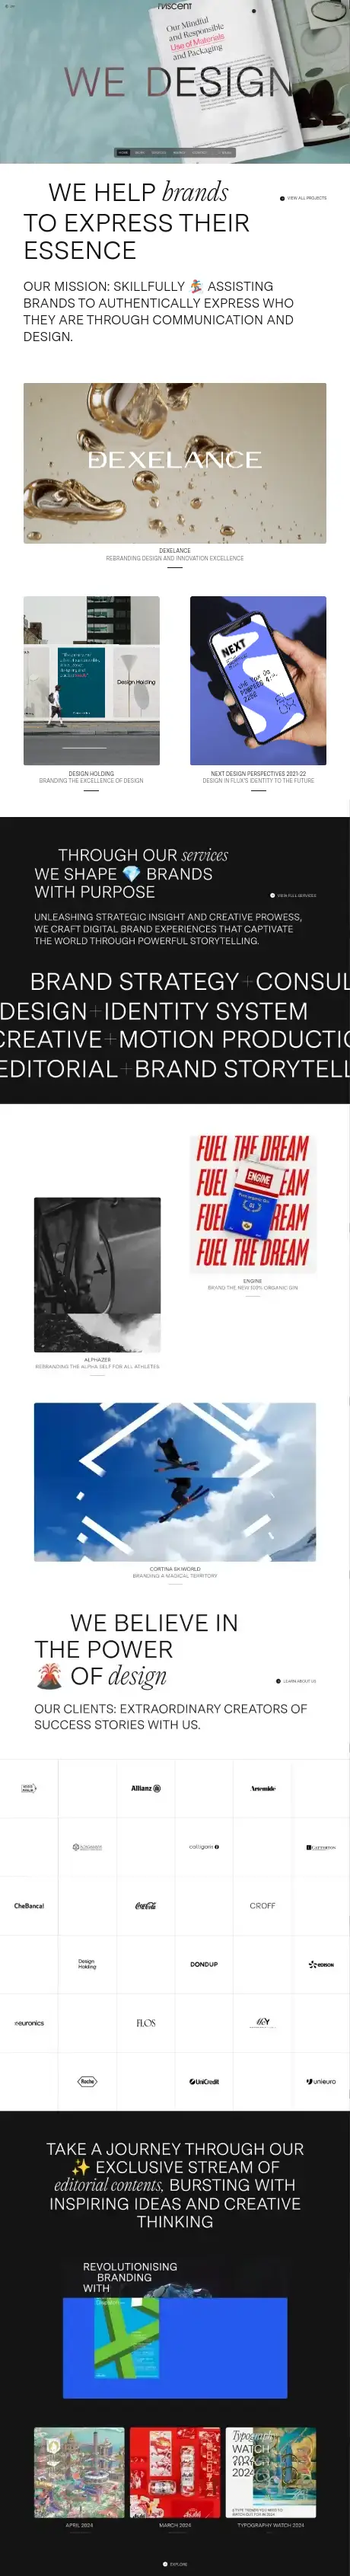 NASCENT
Our Mindful
and Responsible
Use of Materials
and Packaging
WE DESIGN
HOME
WE HELP brands
TO EXPRESS THEIR
ESSENCE
VIEW ALL PROJECTS
OUR MISSION: SKILLFULLY 🏂 ASSISTING
BRANDS TO AUTHENTICALLY EXPRESS WHO
THEY ARE THROUGH COMMUNICATION AND
DESIGN.
DEXELANCE
DEXELANCE
REBRANDING DESIGN AND INNOVATION EXCELLENCE
Design Holding
NEXT
DESIGN HOLDING
BRANDING THE EXCELLENCE OF DESIGN
NEXT DESIGN PERSPECTIVES 2021-22
DESIGN IN FLUX'S IDENTITY TO THE FUTURE
THROUGH OUR services
WE SHAPE 💎 BRANDS
WITH PURPOSE
VIEW FULL SERVICES
UNLEASHING STRATEGIC INSIGHT AND CREATIVE PROWESS,
WE CRAFT DIGITAL BRAND EXPERIENCES THAT CAPTIVATE
THE WORLD THROUGH POWERFUL STORYTELLING.
BRAND STRATEGY+CONSUL
DESIGN+IDENTITY SYSTEM
CREATIVE+MOTION PRODUCTIO
EDITORIAL+BRAND STORYTELL
FUEL THE DREAM
FUEL THE DREAM
ENGINE
FUEL THE DREAM
FUEL THE DREAM
ENGINE
BRAND THE NEW 100% ORGANIC GIN
ALPHAZER
REBRANDING THE ALPHA SELF FOR ALL ATHLETES
CORTINA SKIWORLD
BRANDING A MAGICAL TERRITORY
WE BELIEVE IN
THE POWER
🌋 OF design
LEARN ABOUT US
OUR CLIENTS: EXTRAORDINARY CREATORS OF
SUCCESS STORIES WITH US.
Allianz
Artemide
calligaris
CheBanca!
Coca-Cola
CROFF
Design
Holding
DONDUP
EDISON
euronics
FLOS
Roche
UniCredit
unieuro
TAKE A JOURNEY THROUGH OUR
✨ EXCLUSIVE STREAM OF
editorial contents, BURSTING WITH
INSPIRING IDEAS AND CREATIVE
THINKING
REVOLUTIONISING
BRANDING
WITH
Typography
WATCH
2024
APRIL 2024
MARCH 2024
TYPOGRAPHY WATCH 2024
EXPLORE